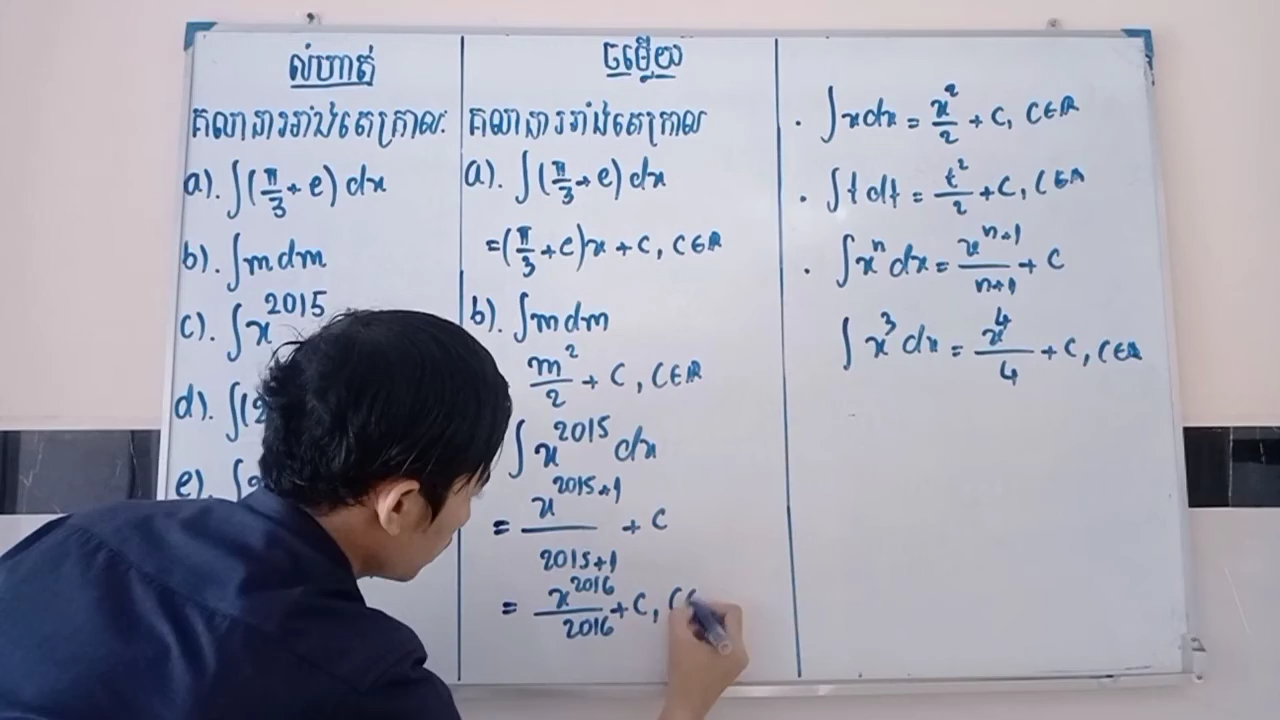 លំហាត់
គណនាអាំងតេក្រាល
a). ∫(π/3 + e) dx
b). ∫m dm
c). ∫x^2015
d). ∫(2
e). ∫
ចម្លើយ
គណនាអាំងតេក្រាល
a). ∫(π/3 + e) dx
= (π/3 + e)x + C, C∈ℝ
b). ∫m dm
m²/2 + C, C∈ℝ
∫x^2015 dx
= x^(2015+1)/(2015+1) + C
= x^2016/2016 + C, C∈
. ∫x dx = x²/2 + C, C∈ℝ
. ∫t dt = t²/2 + C, C∈ℝ
. ∫x^n dx = x^(n+1)/(n+1) + C
∫x³ dx = x⁴/4 + C, C∈ℝ